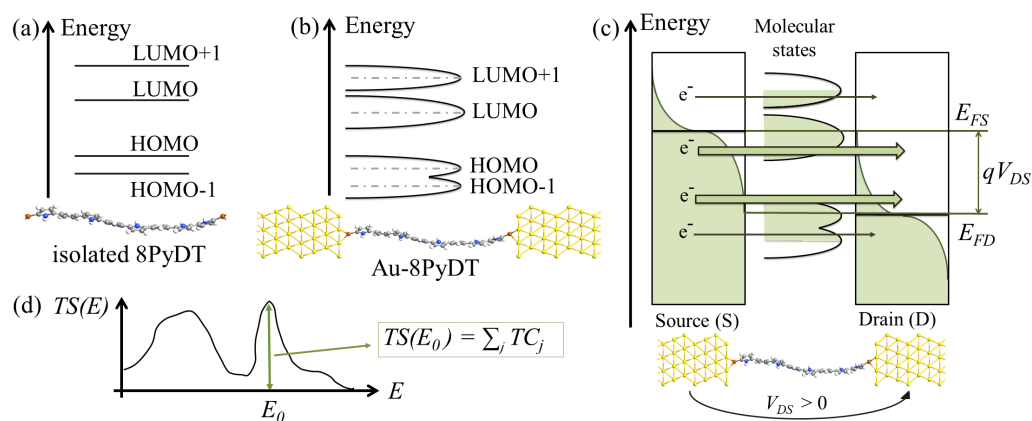 (a)
Energy
LUMO+1
LUMO
HOMO
HOMO-1
isolated 8PyDT
(b)
Energy
LUMO+1
LUMO
HOMO
HOMO-1
Au-8PyDT
(c)
Energy
Molecular
states
e-
e-
e-
e-
E_FS
qV_DS
E_FD
Source (S)
Drain (D)
V_DS > 0
(d)
TS(E)
TS(E_0) = ∑_j TC_j
E_0
E